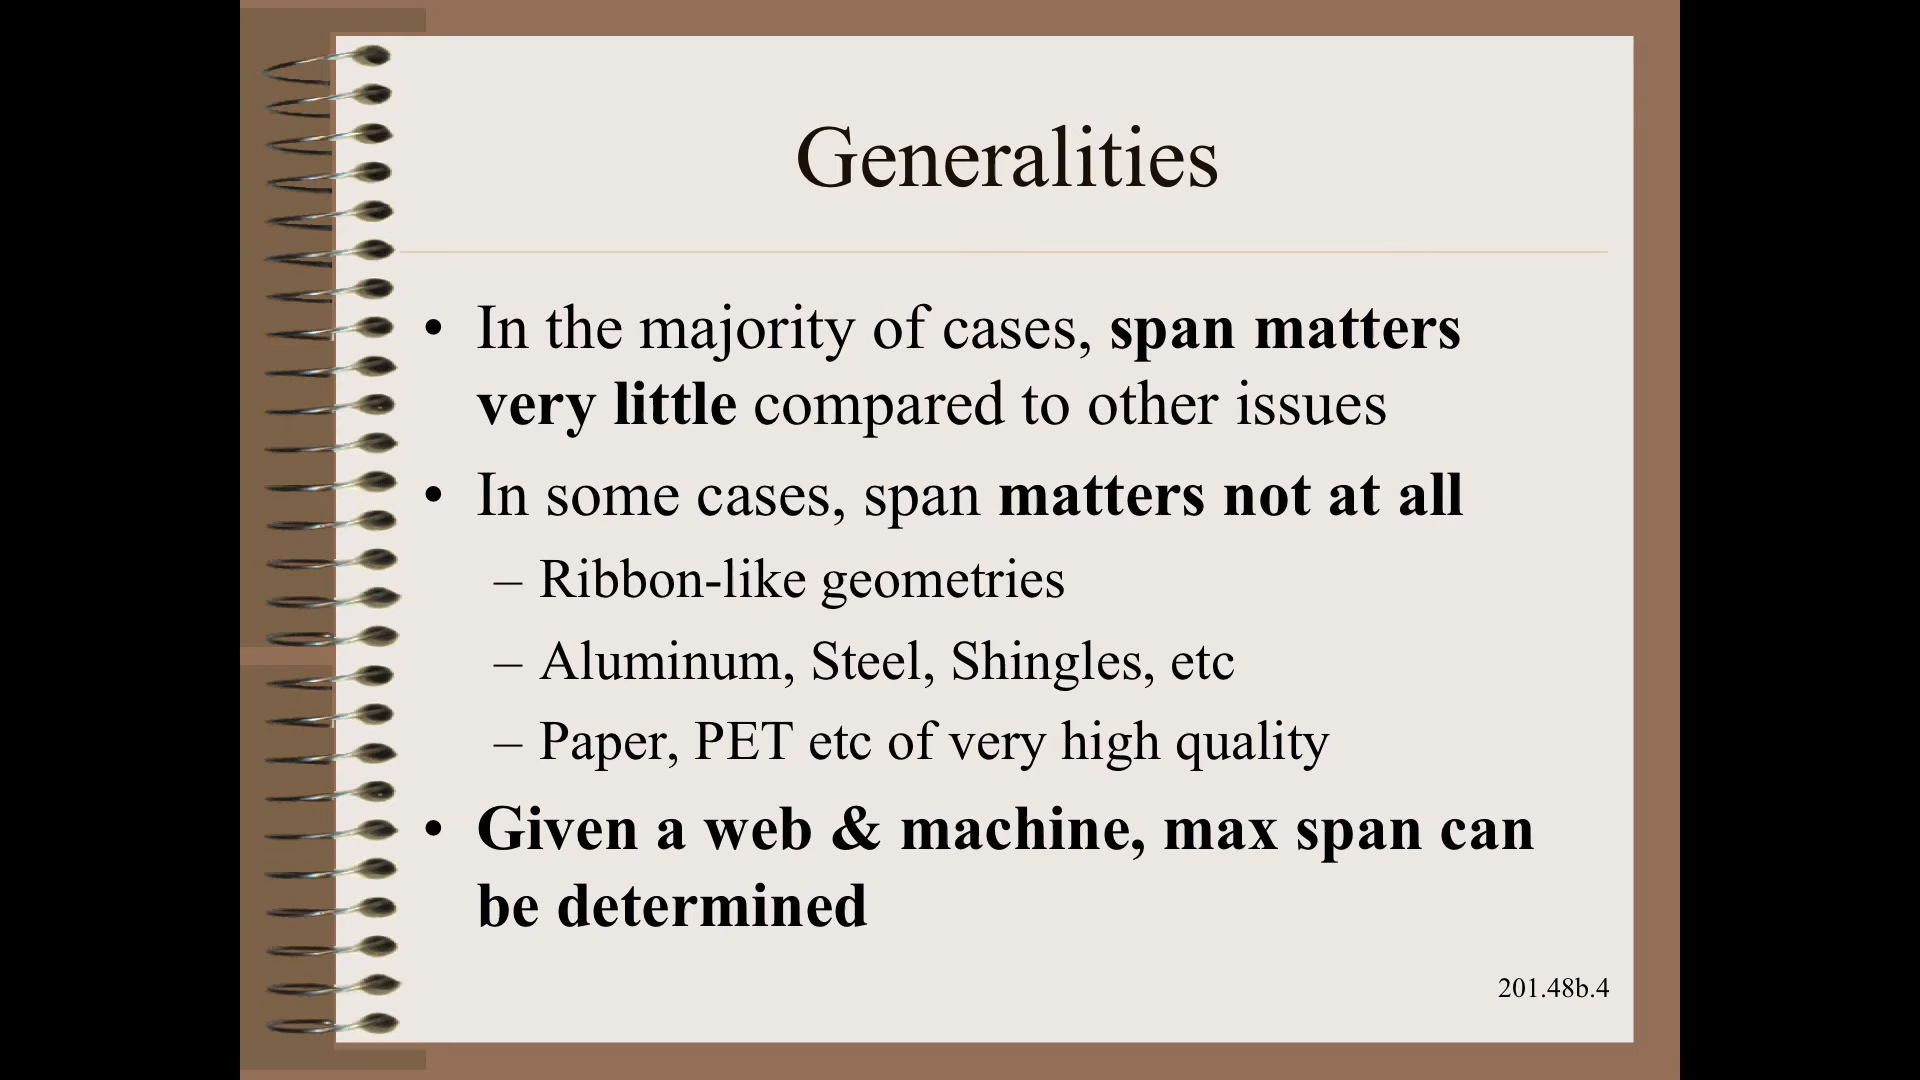 Generalities
• In the majority of cases, span matters
very little compared to other issues
• In some cases, span matters not at all
– Ribbon-like geometries
– Aluminum, Steel, Shingles, etc
– Paper, PET etc of very high quality
• Given a web & machine, max span can
be determined
201.48b.4